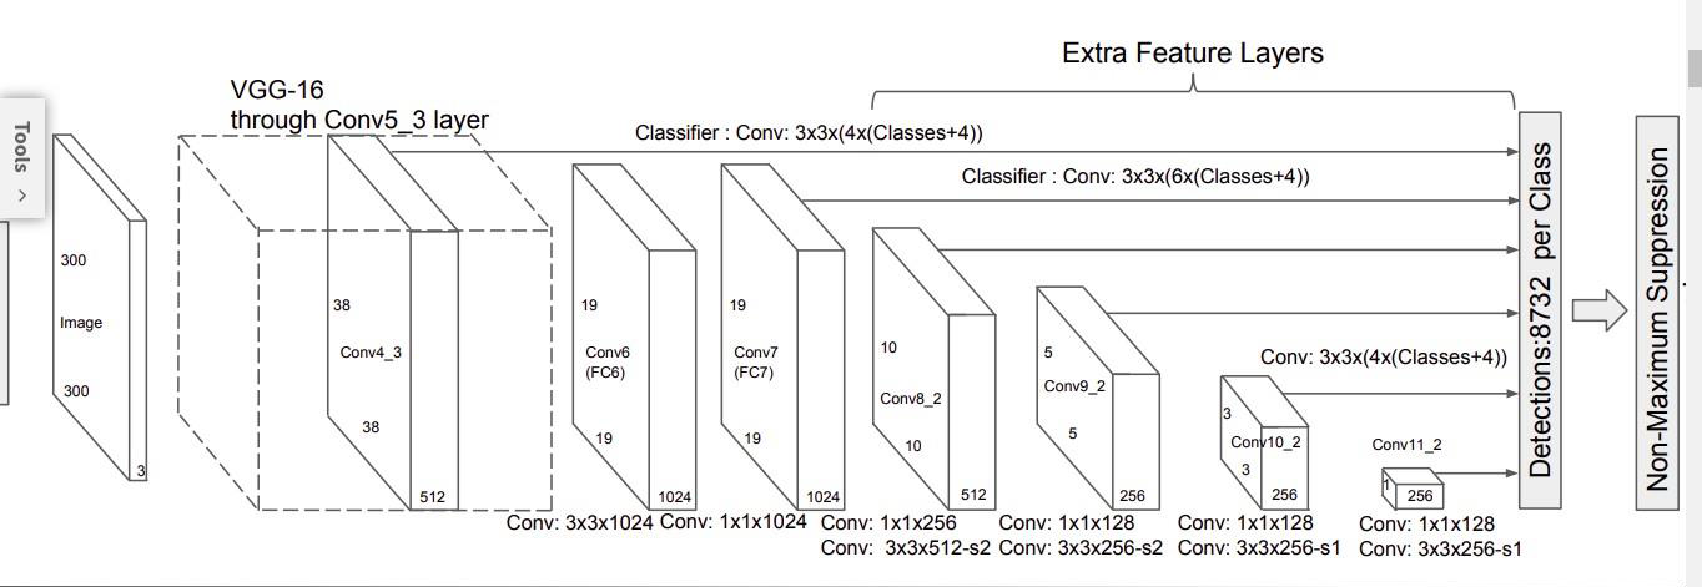 Extra Feature Layers
VGG-16
through Conv5_3 layer
Classifier : Conv: 3x3x(4x(Classes+4))
Classifier : Conv: 3x3x(6x(Classes+4))
Tools
300
Image
300
3
38
Conv4_3
38
512
19
Conv6
(FC6)
19
1024
19
Conv7
(FC7)
19
1024
10
Conv8_2
10
512
5
Conv9_2
5
256
Conv: 3x3x(4x(Classes+4))
3
Conv10_2
3
256
Conv11_2
1
256
Conv: 3x3x1024
Conv: 1x1x1024
Conv: 1x1x256
Conv: 3x3x512-s2
Conv: 1x1x128
Conv: 3x3x256-s2
Conv: 1x1x128
Conv: 3x3x256-s1
Conv: 1x1x128
Conv: 3x3x256-s1
Detections:8732 per Class
Non-Maximum Suppression